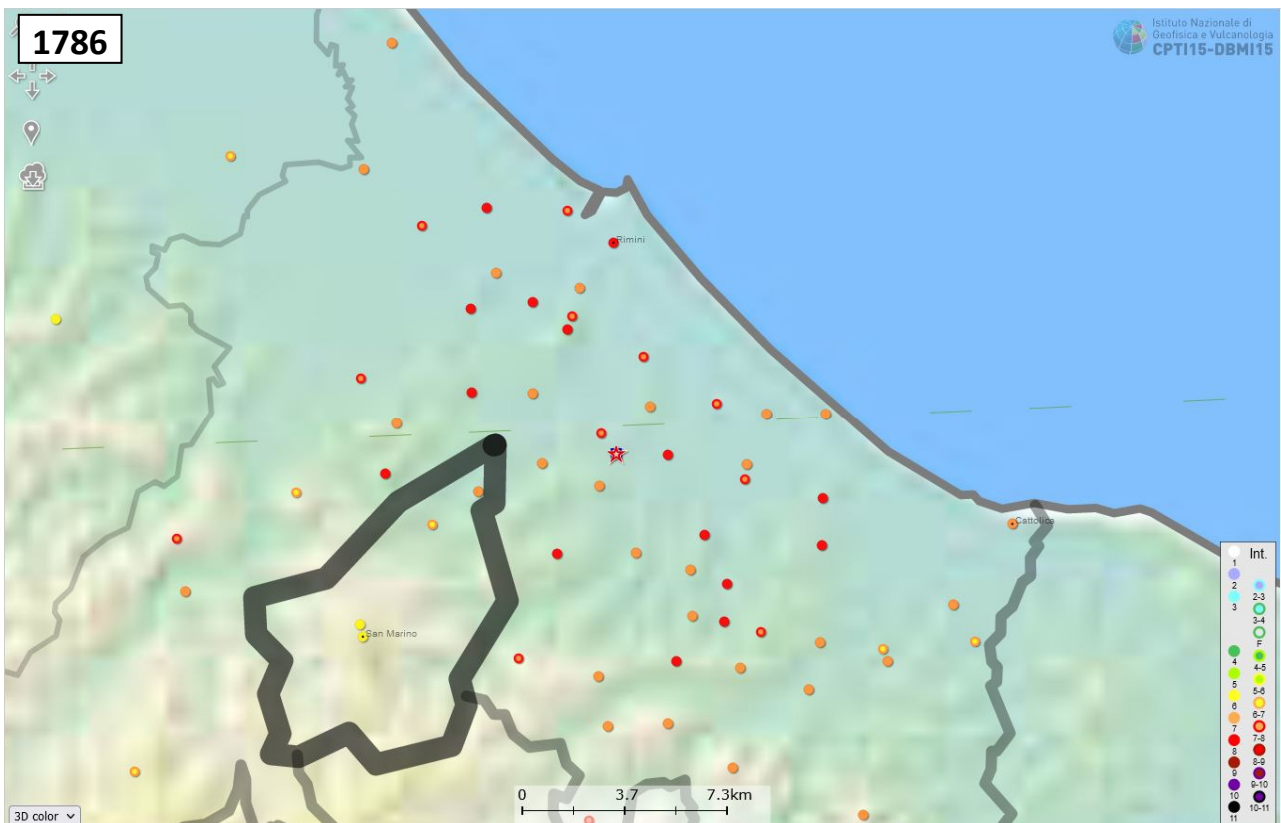 1786
Istituto Nazionale di
Geofisica e Vulcanologia
CPTI15-DBMI15
Rimini
Cattolica
San Marino
Int.
1
2
2-3
3
3-4
F
4
4-5
5
5-6
6
6-7
7
7-8
8
8-9
9
9-10
10
10-11
11
0 3.7 7.3km
3D color